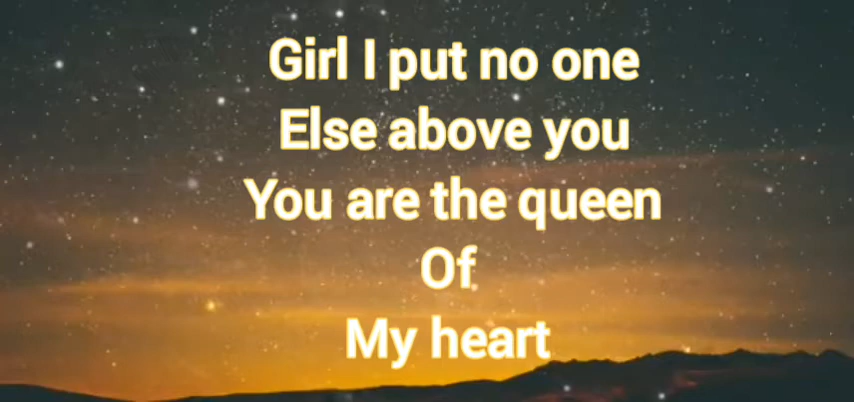 Girl I put no one
Else above you
You are the queen
Of
My heart